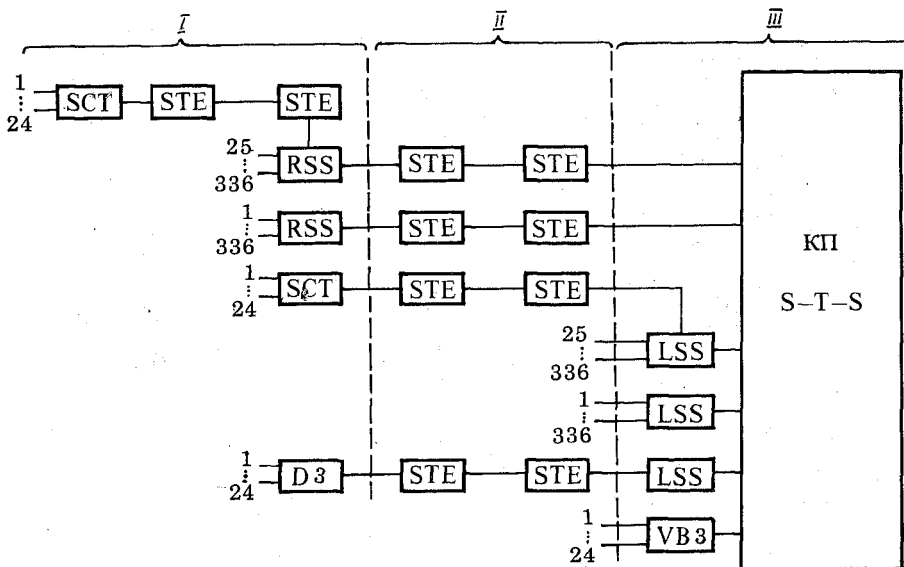 I II III
1
⋮
24
SCT STE STE
25
⋮
336
RSS STE STE
1
⋮
336
RSS STE STE
КП
S–T–S
1
⋮
24
SCT STE STE
25
⋮
336
LSS
1
⋮
336
LSS
1
⋮
24
D3 STE STE LSS
1
⋮
24
VB3